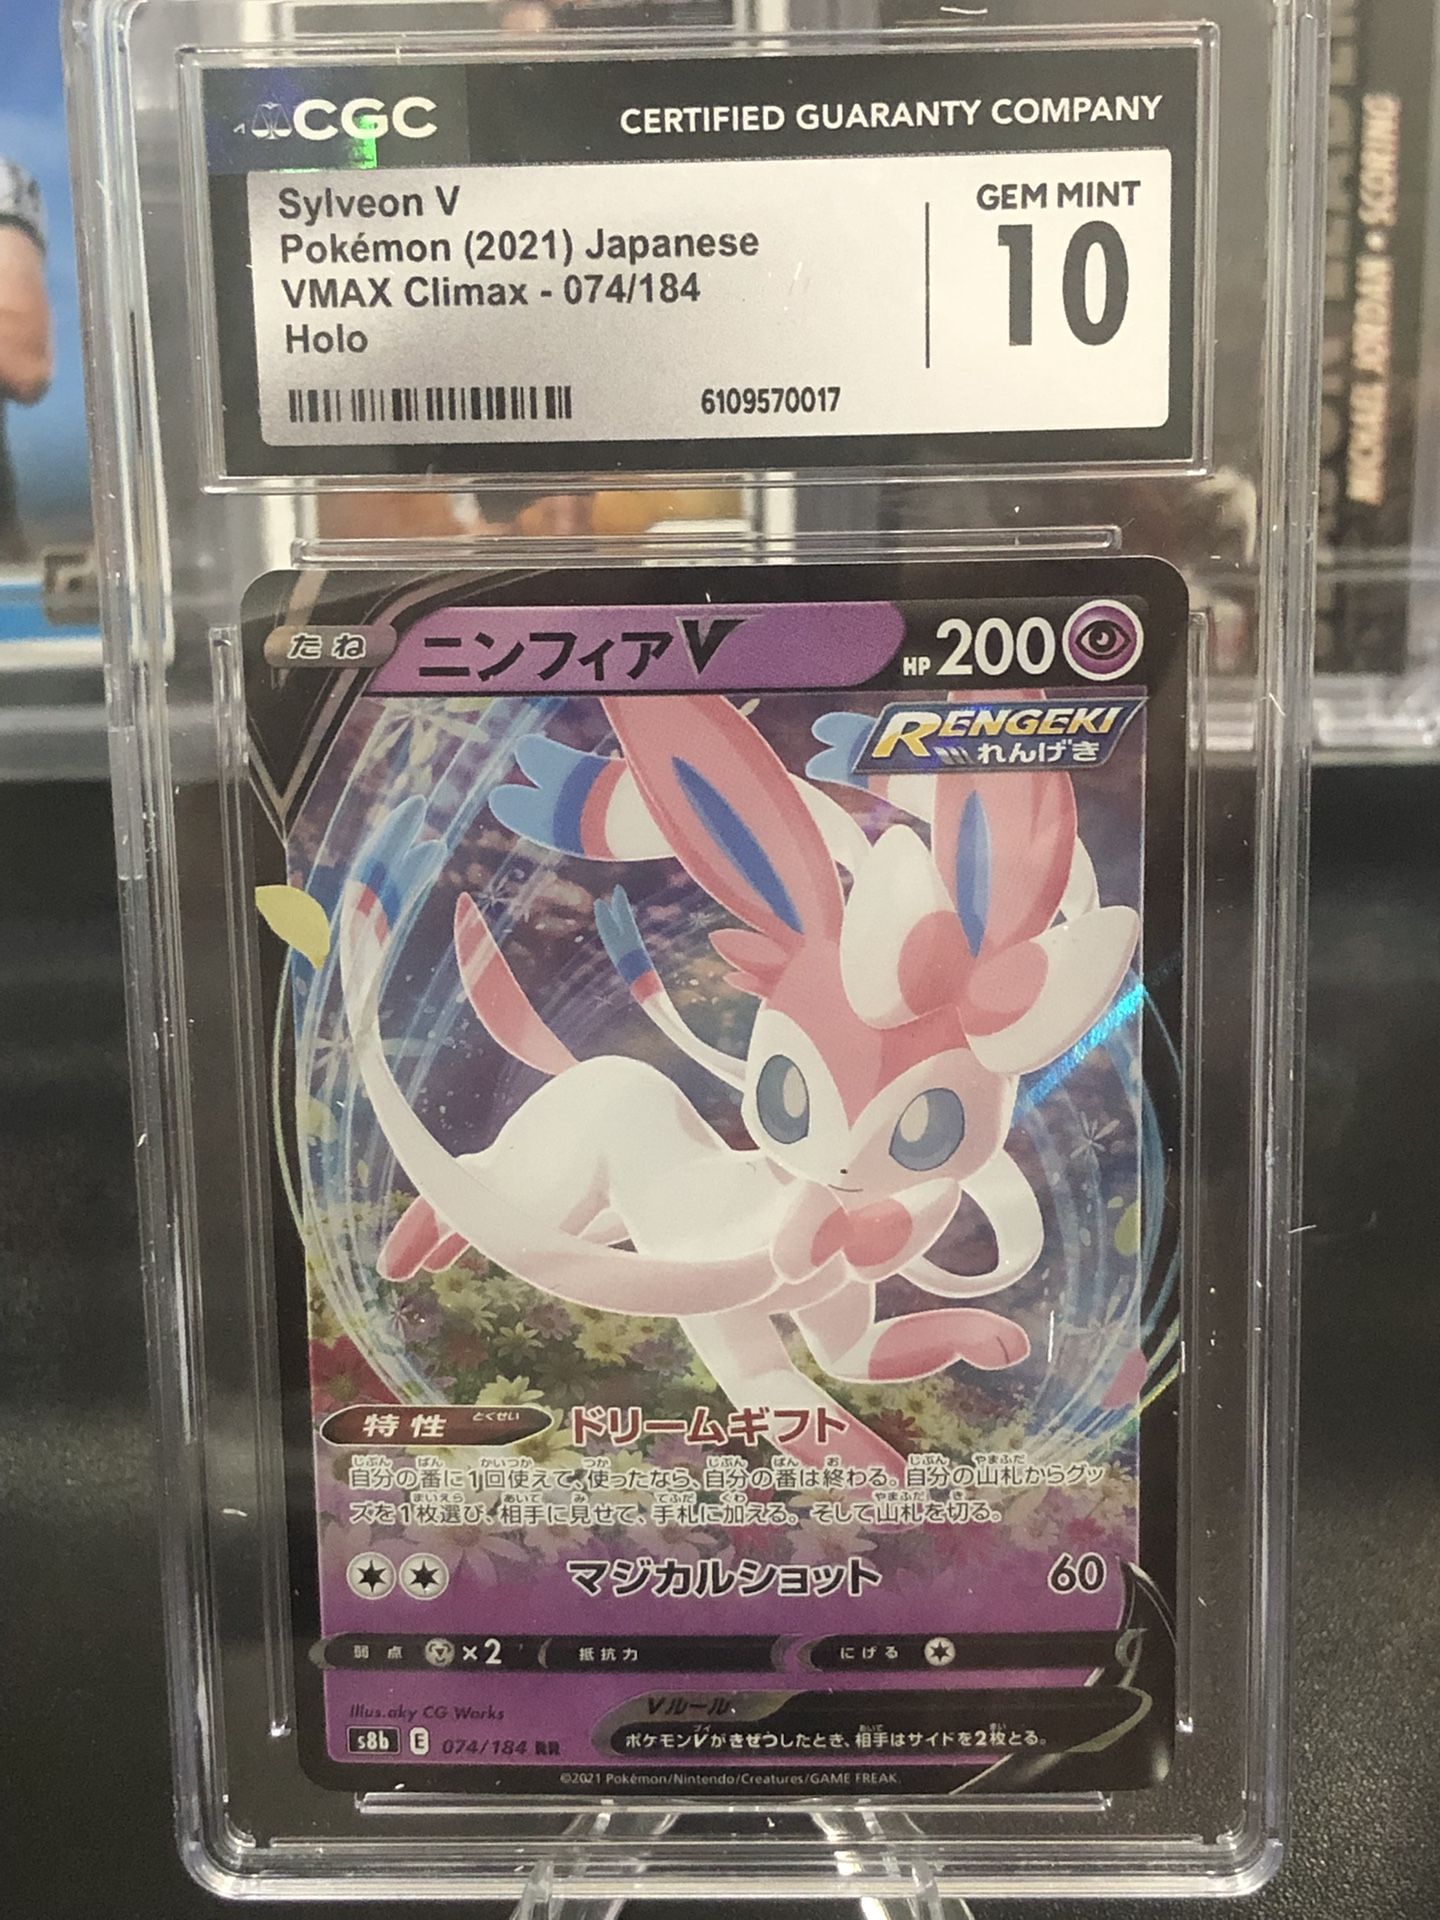 CGC
CERTIFIED GUARANTY COMPANY
Sylveon V
Pokémon (2021) Japanese
VMAX Climax - 074/184
Holo
GEM MINT
10
6109570017
MICHAEL JORDAN • SCORING
たね
ニンフィアV
HP 200
RENGEKI
れんげき
特性 とくせい
ドリームギフト
自分の番に1回使えて、使ったなら、自分の番は終わる。自分の山札からグッ
ズを1枚選び、相手に見せて、手札に加える。そして山札を切る。
マジカルショット 60
弱点 ×2 抵抗力 にげる
Illus.aky CG Works
Vルール
ポケモンVがきぜつしたとき、相手はサイドを2枚とる。
s8b E 074/184 RR
©2021 Pokémon/Nintendo/Creatures/GAME FREAK.